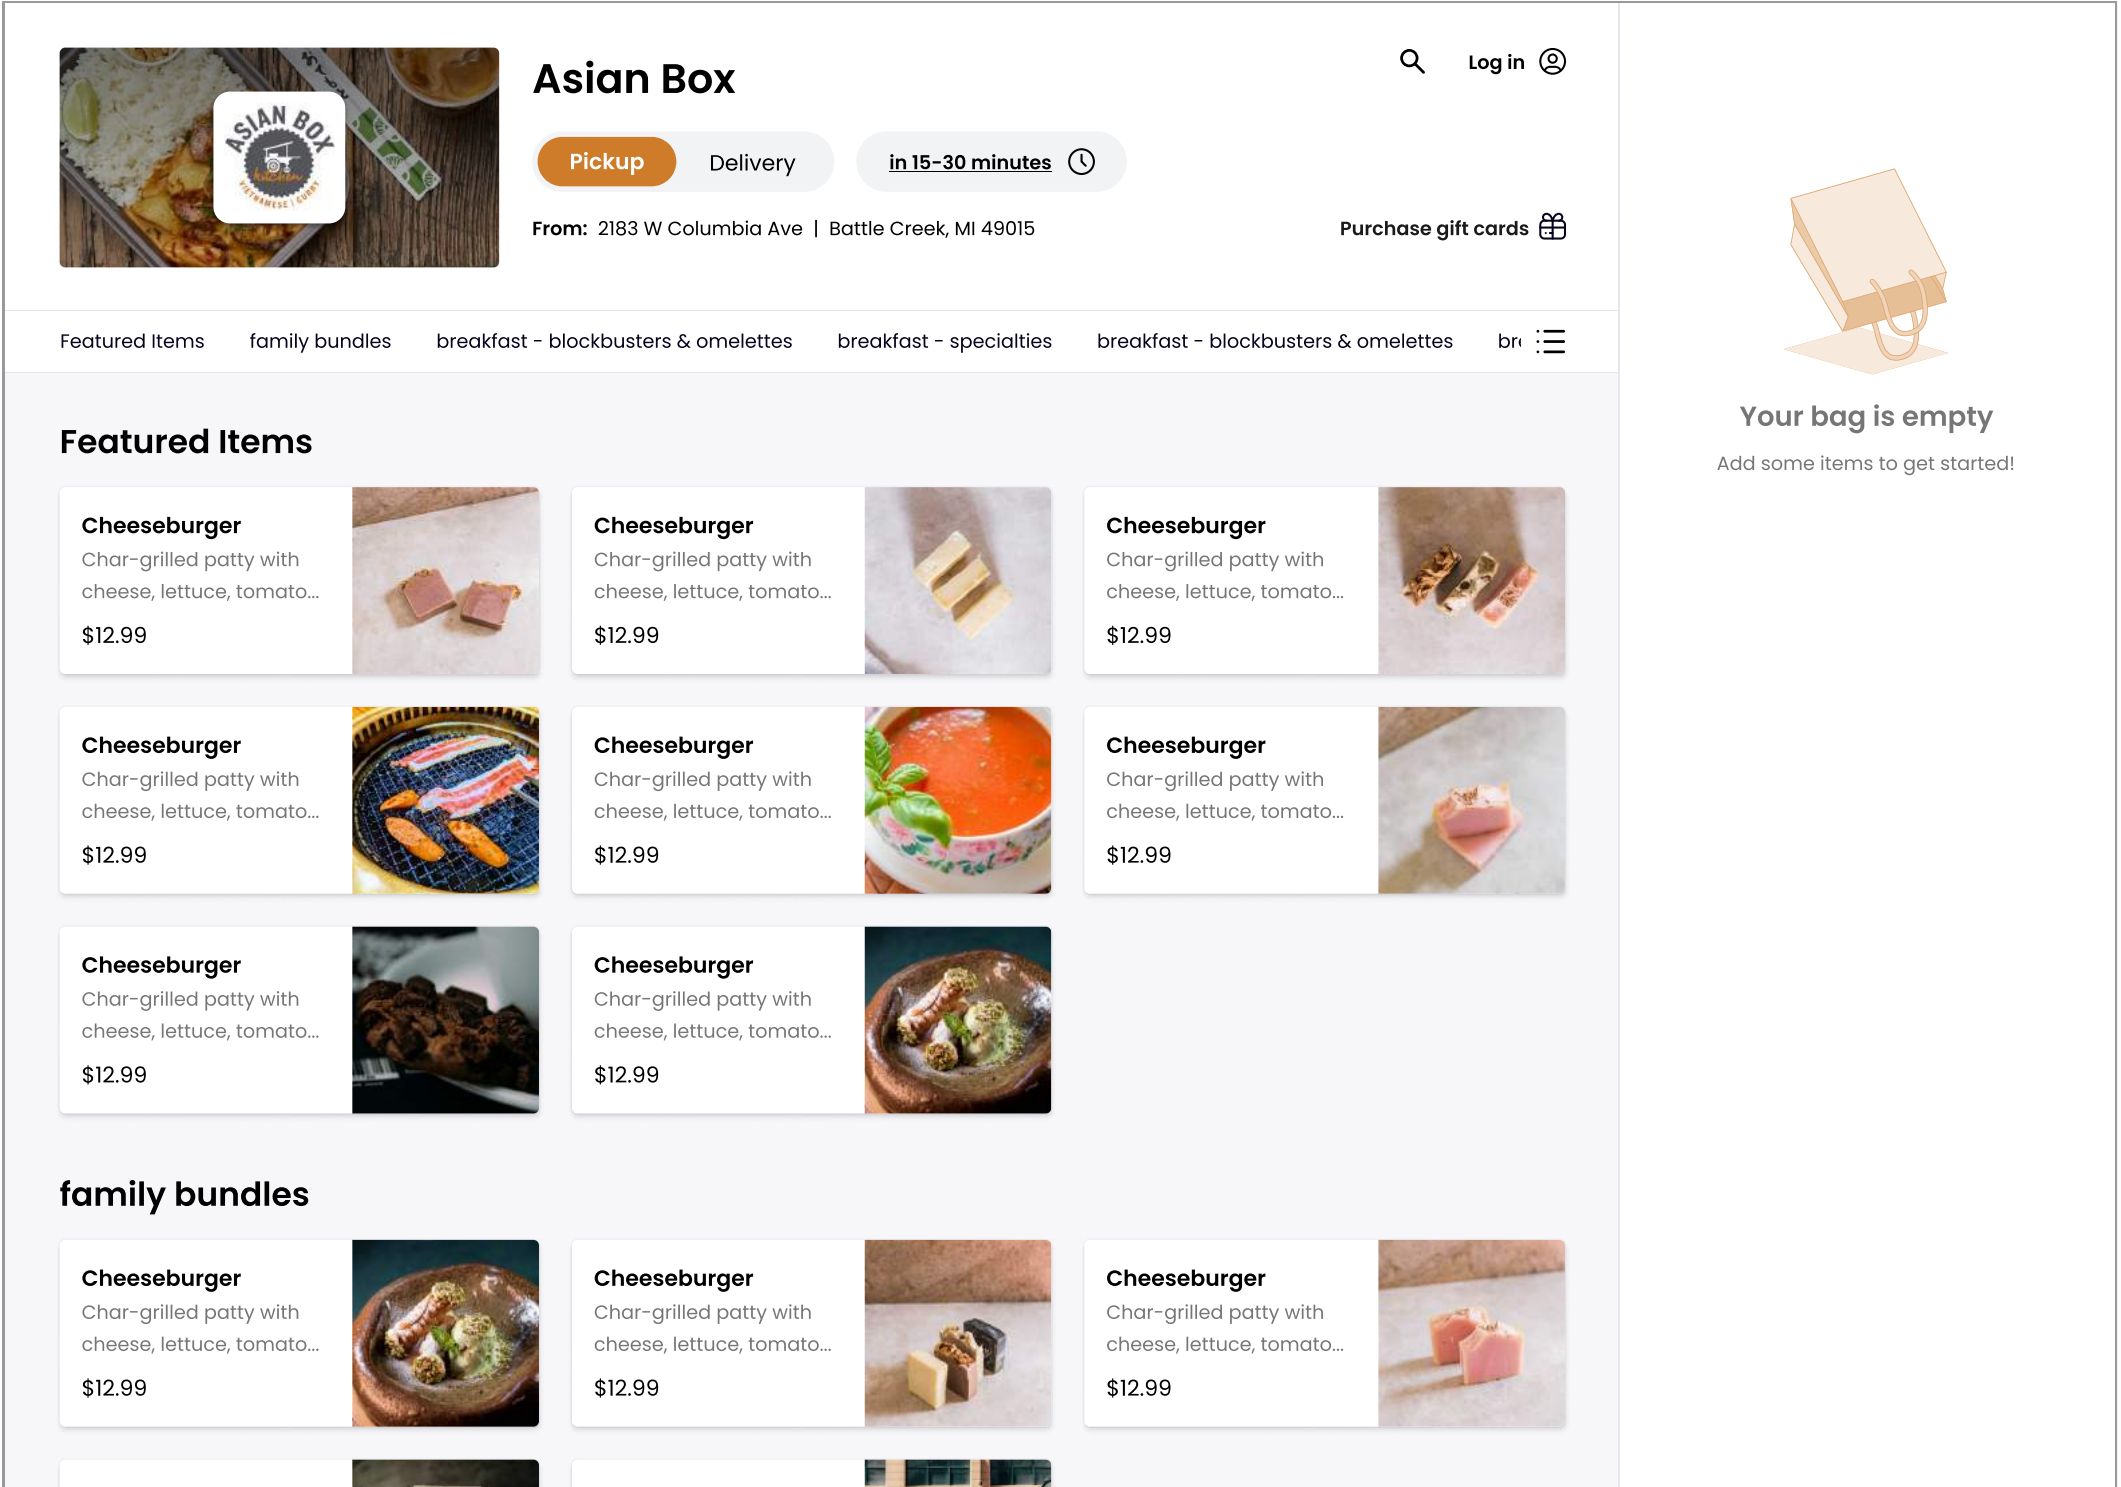 ASIAN BOX
kitchen
VIETNAMESE | CURRY
Asian Box
Log in
Pickup
Delivery
in 15-30 minutes
From: 2183 W Columbia Ave | Battle Creek, MI 49015
Purchase gift cards
Featured Items
family bundles
breakfast - blockbusters & omelettes
breakfast - specialties
breakfast - blockbusters & omelettes
bre
Your bag is empty
Add some items to get started!
Featured Items
Cheeseburger
Char-grilled patty with
cheese, lettuce, tomato...
$12.99
Cheeseburger
Char-grilled patty with
cheese, lettuce, tomato...
$12.99
Cheeseburger
Char-grilled patty with
cheese, lettuce, tomato...
$12.99
Cheeseburger
Char-grilled patty with
cheese, lettuce, tomato...
$12.99
Cheeseburger
Char-grilled patty with
cheese, lettuce, tomato...
$12.99
Cheeseburger
Char-grilled patty with
cheese, lettuce, tomato...
$12.99
Cheeseburger
Char-grilled patty with
cheese, lettuce, tomato...
$12.99
Cheeseburger
Char-grilled patty with
cheese, lettuce, tomato...
$12.99
family bundles
Cheeseburger
Char-grilled patty with
cheese, lettuce, tomato...
$12.99
Cheeseburger
Char-grilled patty with
cheese, lettuce, tomato...
$12.99
Cheeseburger
Char-grilled patty with
cheese, lettuce, tomato...
$12.99